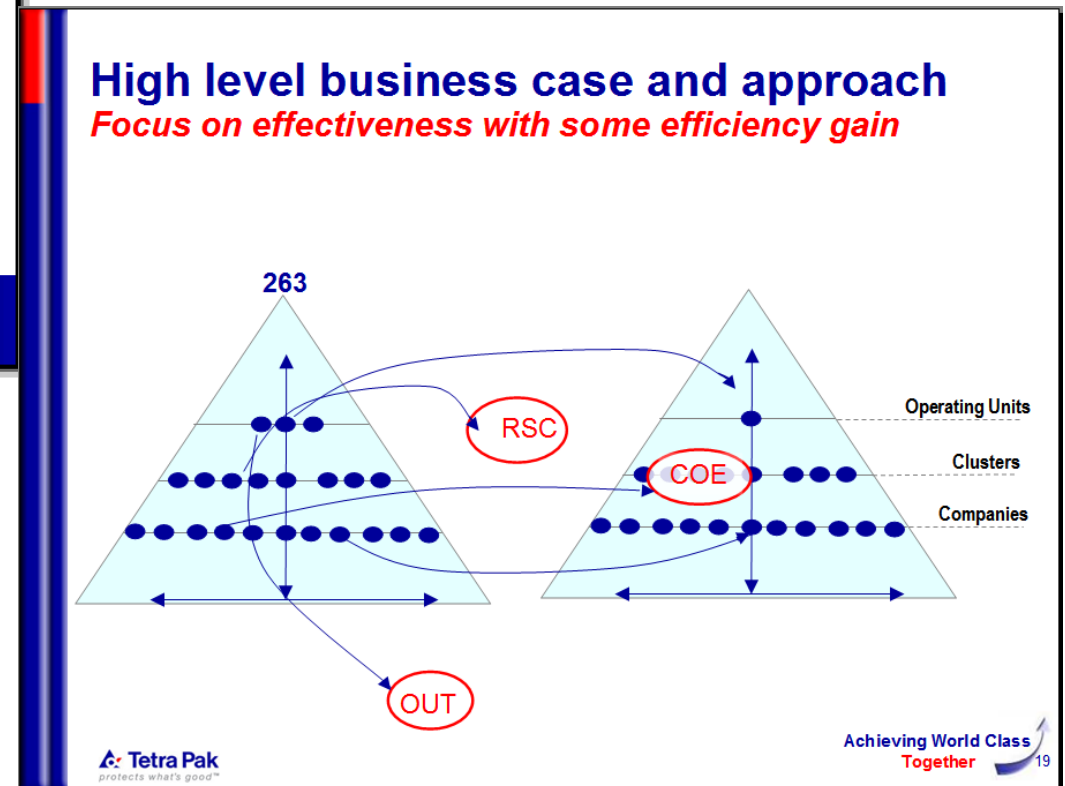 High level business case and approach
Focus on effectiveness with some efficiency gain
263
RSC
Operating Units
COE
Clusters
Companies
OUT
Tetra Pak
protects what's good™
Achieving World Class
Together
19